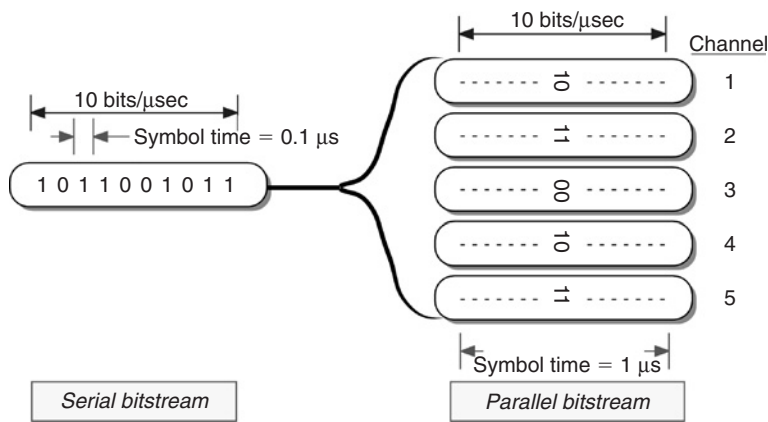 10 bits/μsec
Symbol time = 0.1 μs
1 0 1 1 0 0 1 0 1 1
Serial bitstream
10 bits/μsec
Channel
------- 10 ------- 1
------- 11 ------- 2
------- 00 ------- 3
------- 10 ------- 4
------- 11 ------- 5
Symbol time = 1 μs
Parallel bitstream